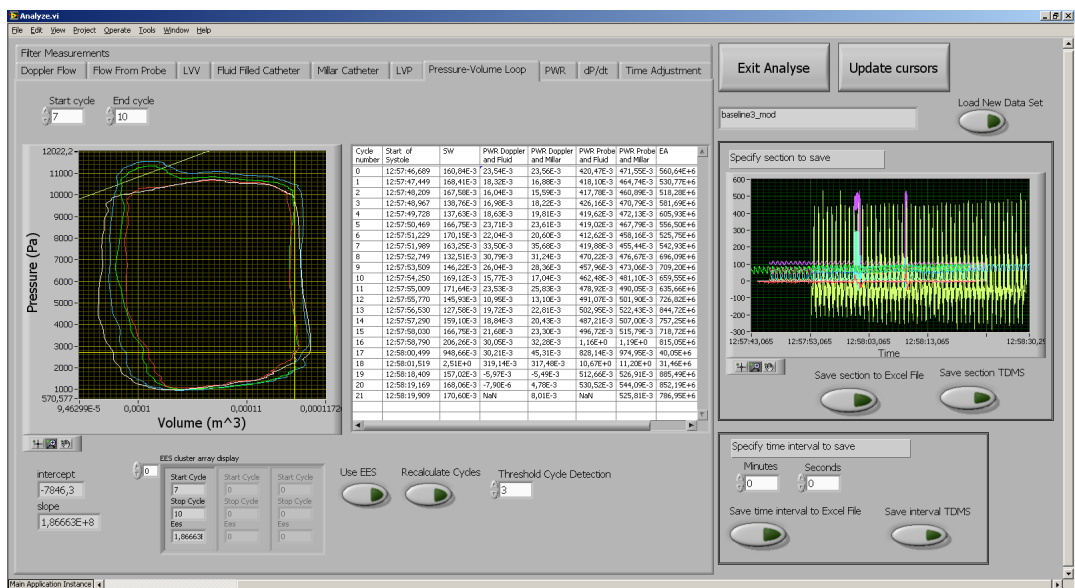 Analyze.vi
File Edit View Project Operate Tools Window Help
Filter Measurements
Doppler Flow Flow From Probe LVV Fluid Filled Catheter Millar Catheter LVP Pressure-Volume Loop PWR dP/dt Time Adjustment
Exit Analyse Update cursors
Start cycle End cycle
7 10
baseline3_mod
Load New Data Set
Pressure (Pa)
12022,2
11000
10000
9000
8000
7000
6000
5000
4000
3000
2000
1000
570,577
9,46299E-5 0,0001 0,00011 0,00011726
Volume (m^3)
Cycle number Start of Systole SW PWR Doppler and Fluid PWR Doppler and Millar PWR Probe and Fluid PWR Probe and Millar EA
0 12:57:46,689 160,84E-3 23,54E-3 23,56E-3 420,47E-3 471,55E-3 560,64E+6
1 12:57:47,449 168,41E-3 18,32E-3 16,88E-3 418,10E-3 464,74E-3 530,77E+6
2 12:57:48,209 167,58E-3 16,04E-3 15,59E-3 417,78E-3 460,89E-3 518,28E+6
3 12:57:48,967 138,76E-3 16,98E-3 18,22E-3 426,16E-3 470,79E-3 581,69E+6
4 12:57:49,728 137,63E-3 18,63E-3 19,81E-3 419,62E-3 472,13E-3 605,93E+6
5 12:57:50,469 166,75E-3 23,71E-3 23,61E-3 419,02E-3 467,79E-3 556,50E+6
6 12:57:51,229 170,15E-3 22,04E-3 20,60E-3 412,62E-3 458,16E-3 525,75E+6
7 12:57:51,989 163,25E-3 33,50E-3 35,68E-3 419,88E-3 455,44E-3 542,93E+6
8 12:57:52,749 132,51E-3 30,79E-3 31,24E-3 470,22E-3 476,67E-3 696,09E+6
9 12:57:53,509 146,22E-3 26,04E-3 28,36E-3 457,96E-3 473,06E-3 709,20E+6
10 12:57:54,250 169,12E-3 15,77E-3 17,04E-3 462,48E-3 481,10E-3 659,55E+6
11 12:57:55,009 171,64E-3 23,53E-3 25,83E-3 478,92E-3 490,05E-3 635,66E+6
12 12:57:55,770 145,93E-3 10,95E-3 13,10E-3 491,07E-3 501,90E-3 726,82E+6
13 12:57:56,530 127,58E-3 19,72E-3 22,81E-3 502,95E-3 522,43E-3 844,72E+6
14 12:57:57,290 159,10E-3 18,84E-3 20,43E-3 487,21E-3 507,00E-3 757,25E+6
15 12:57:58,030 166,75E-3 21,68E-3 23,30E-3 496,72E-3 515,79E-3 718,72E+6
16 12:57:58,790 206,26E-3 30,05E-3 32,28E-3 1,16E+0 1,19E+0 815,05E+6
17 12:58:00,499 948,66E-3 30,21E-3 45,31E-3 828,14E-3 974,95E-3 40,05E+6
18 12:58:01,519 2,51E+0 319,14E-3 317,48E-3 10,67E+0 11,20E+0 31,46E+6
19 12:58:02,615 157,02E-3 -5,97E-3 -5,49E-3 512,66E-3 526,91E-3 885,49E+6
20 12:58:19,169 168,06E-3 -7,90E-6 4,78E-3 530,52E-3 544,09E-3 852,19E+6
21 12:58:19,909 170,60E-3 NaN 8,01E-3 NaN 525,81E-3 786,95E+6
Specify section to save
600
500
400
300
200
100
0
-100
-200
-300
12:57:43,065 12:57:53,065 12:58:03,065 12:58:13,065 12:58:30,29
Time
Save section to Excel File Save section TDMS
intercept
-7846,3
slope
1,86663E+8
EES cluster array display
0
Start Cycle Start Cycle Start Cycle
7 0 0
Stop Cycle Stop Cycle Stop Cycle
10 0 0
Ees Ees Ees
1,86663E 0 0
Use EES Recalculate Cycles Threshold Cycle Detection
3
Specify time interval to save
Minutes Seconds
0 0
Save time interval to Excel File Save interval TDMS
Main Application Instance